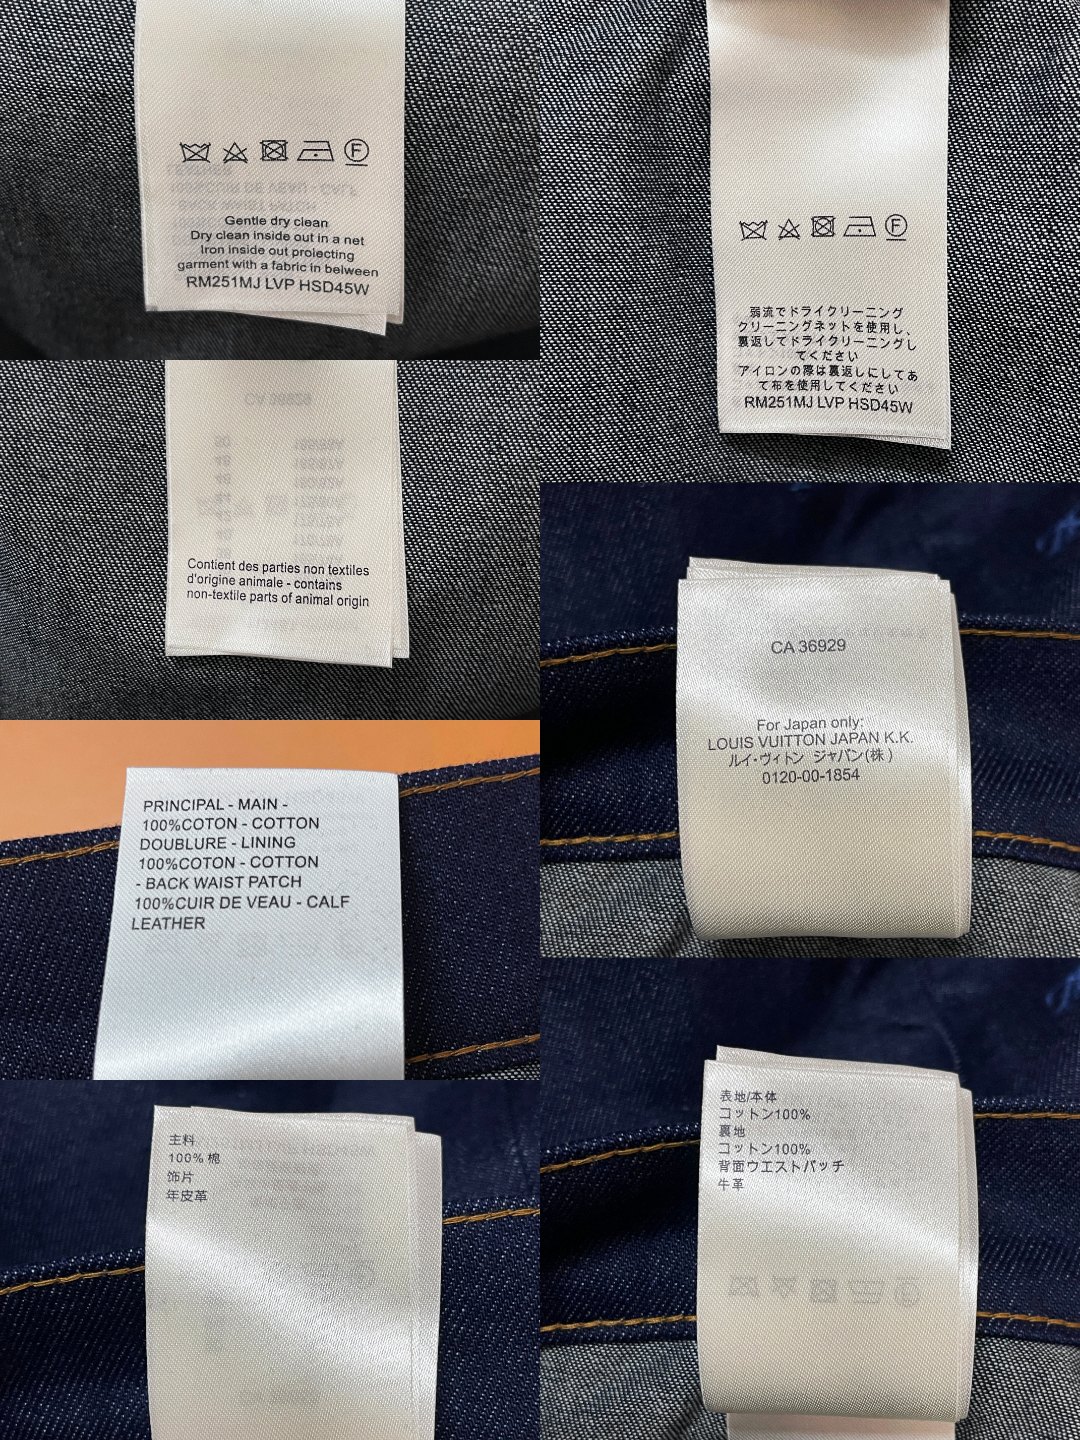 Gentle dry clean
Dry clean inside out in a net
Iron inside out protecting
garment with a fabric in between
RM251MJ LVP HSD45W
Contient des parties non textiles
d'origine animale - contains
non-textile parts of animal origin
PRINCIPAL - MAIN -
100%COTON - COTTON
DOUBLURE - LINING
100%COTON - COTTON
- BACK WAIST PATCH
100%CUIR DE VEAU - CALF
LEATHER
主料
100% 棉
饰片
年皮革
弱流でドライクリーニング
クリーニングネットを使用し、
裏返してドライクリーニングし
てください
アイロンの際は裏返しにしてあ
て布を使用してください
RM251MJ LVP HSD45W
CA 36929
For Japan only:
LOUIS VUITTON JAPAN K.K.
ルイ・ヴィトン ジャパン(株)
0120-00-1854
表地/本体
コットン100%
裏地
コットン100%
背面ウエストパッチ
牛革